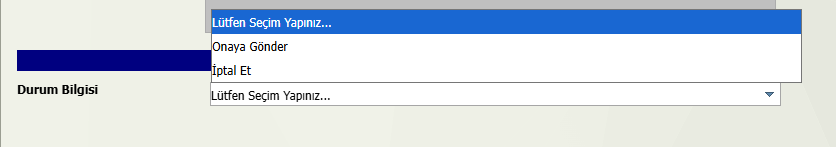 Lütfen Seçim Yapınız...
Onaya Gönder
İptal Et
Durum Bilgisi
Lütfen Seçim Yapınız...